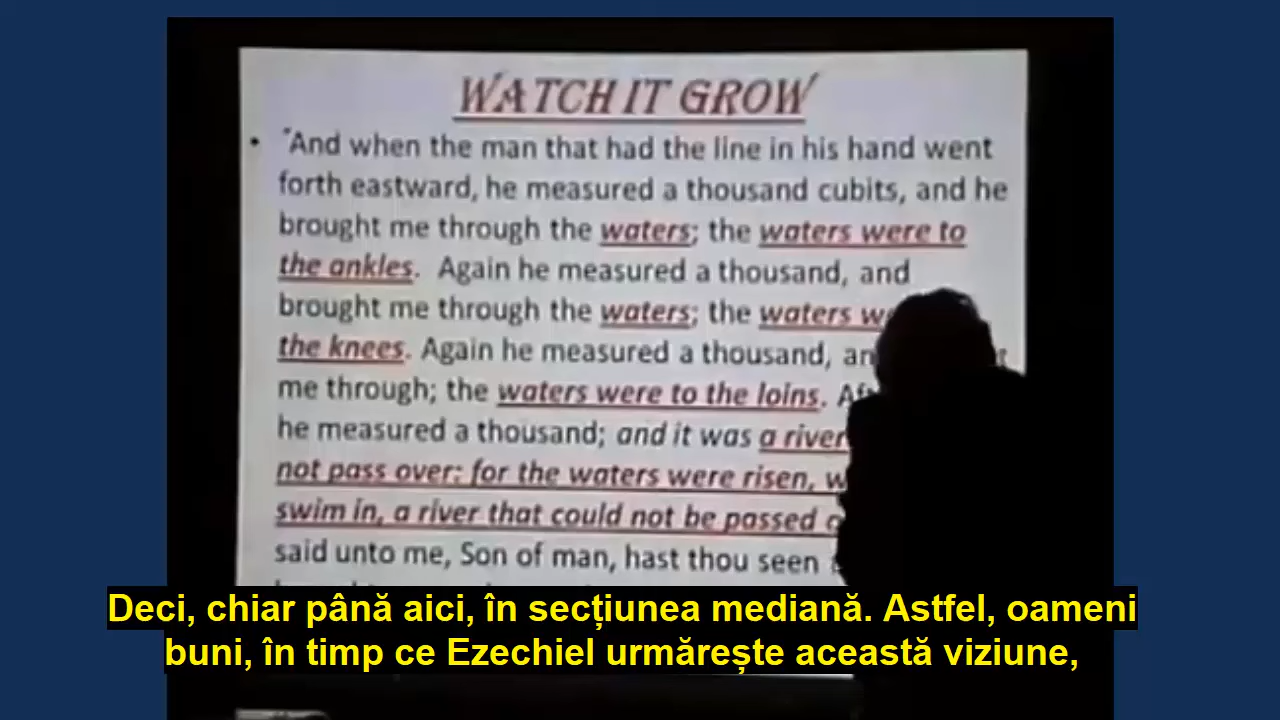 WATCH IT GROW
• "And when the man that had the line in his hand went
forth eastward, he measured a thousand cubits, and he
brought me through the waters; the waters were to
the ankles. Again he measured a thousand, and
brought me through the waters; the waters
the knees. Again he measured a thousand,
me through; the waters were to the loins.
he measured a thousand; and it was a river
not pass over: for the waters were risen,
swim in, a river that could not be passed
said unto me, Son of man, hast thou seen
Deci, chiar până aici, în secțiunea mediană. Astfel, oameni
buni, în timp ce Ezechiel urmărește această viziune,